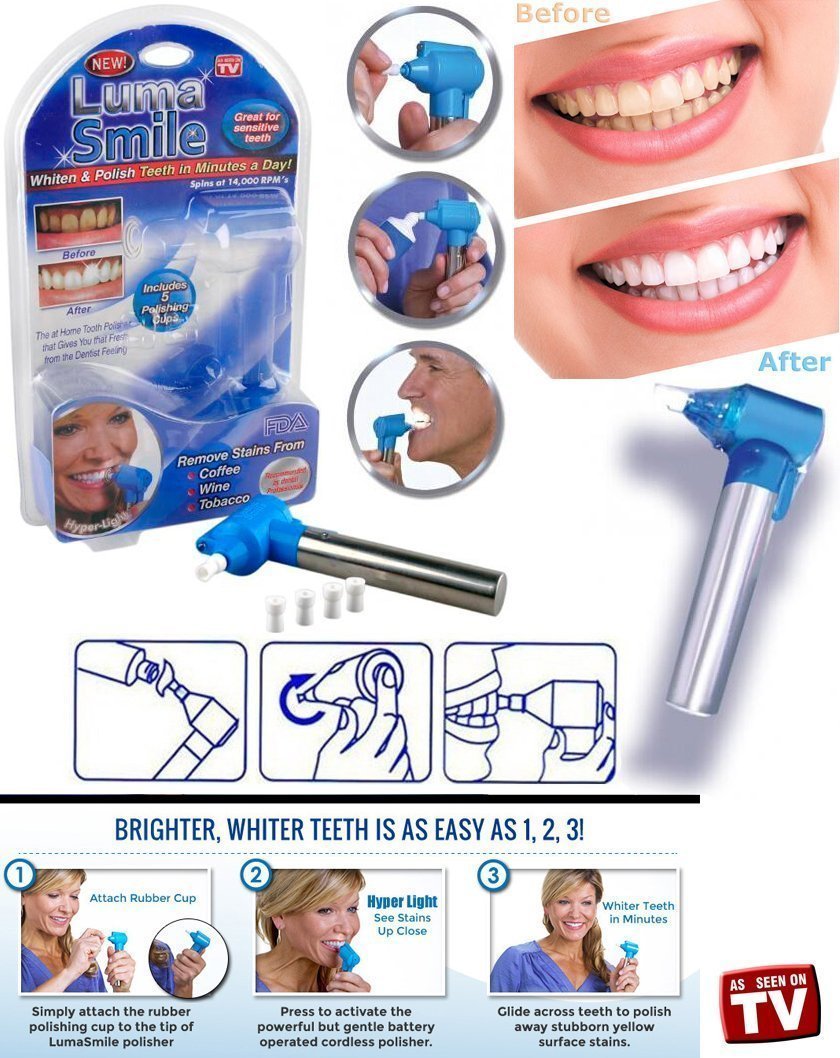 NEW!
AS SEEN ON
TV
Luma
Smile
Great for
sensitive
teeth
Whiten & Polish Teeth in Minutes a Day!
Spins at 14,000 RPM's
Before
After
Includes
5
Polishing
Cups
The at Home Tooth Polisher
that Gives You that Fresh
from the Dentist Feeling
FDA
Remove Stains From
Coffee
Wine
Tobacco
Recommended
Hyper-Light
Before
After
BRIGHTER, WHITER TEETH IS AS EASY AS 1, 2, 3!
1
Attach Rubber Cup
Simply attach the rubber
polishing cup to the tip of
LumaSmile polisher
2
Hyper Light
See Stains
Up Close
Press to activate the
powerful but gentle battery
operated cordless polisher.
3
Whiter Teeth
in Minutes
Glide across teeth to polish
away stubborn yellow
surface stains.
AS SEEN ON
TV